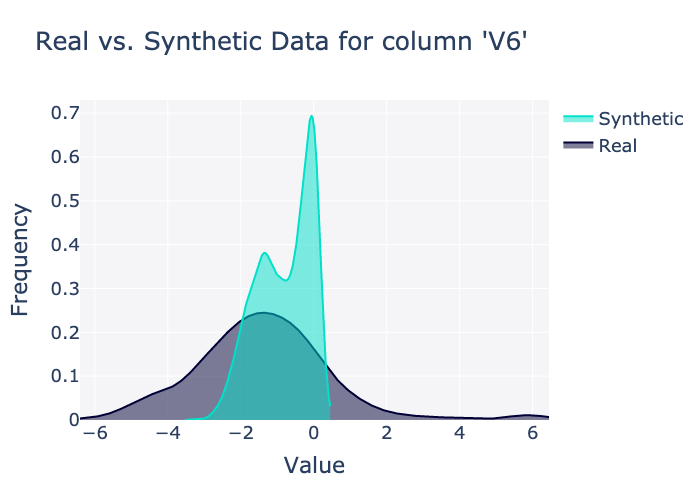 Real vs. Synthetic Data for column 'V6'
Synthetic
Real
Frequency
0.7
0.6
0.5
0.4
0.3
0.2
0.1
0
−6 −4 −2 0 2 4 6
Value